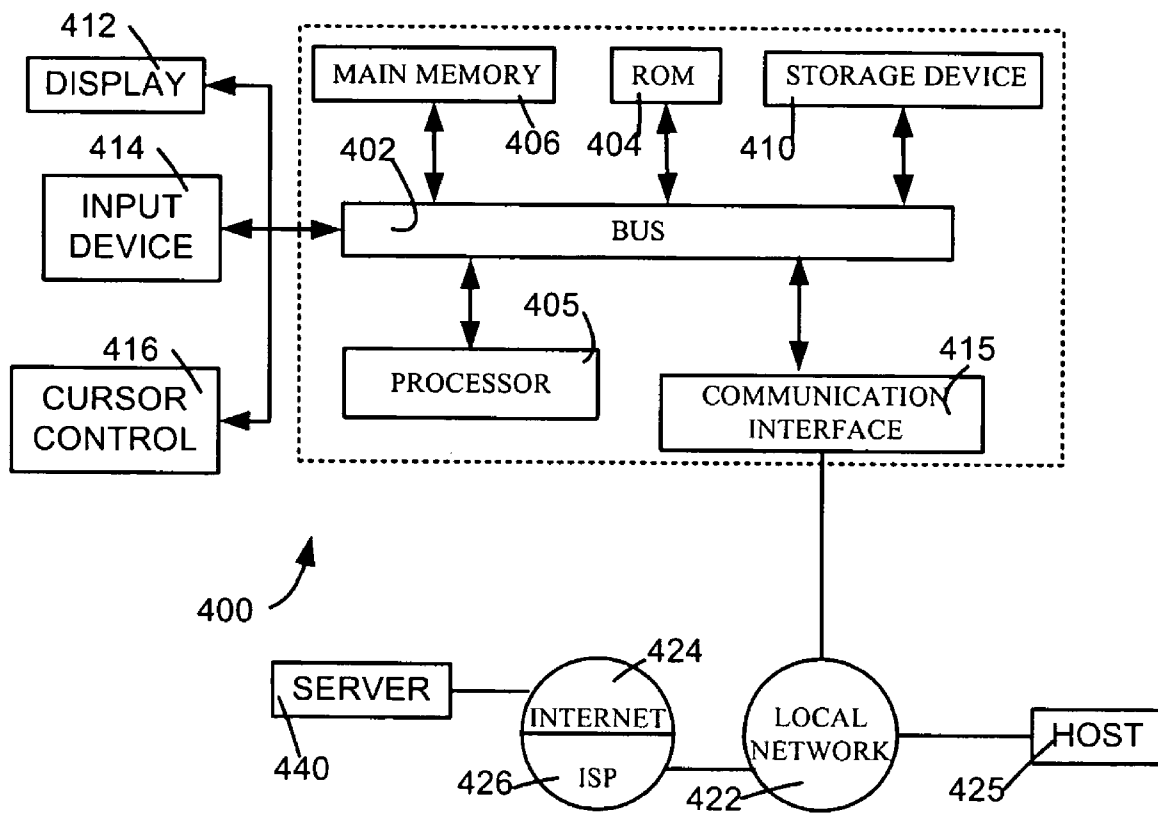 412
DISPLAY
MAIN MEMORY
406
ROM
404
STORAGE DEVICE
410
414
INPUT
DEVICE
402
BUS
405
PROCESSOR
415
COMMUNICATION
INTERFACE
416
CURSOR
CONTROL
400
SERVER
440
424
INTERNET
426
ISP
LOCAL
NETWORK
422
HOST
425